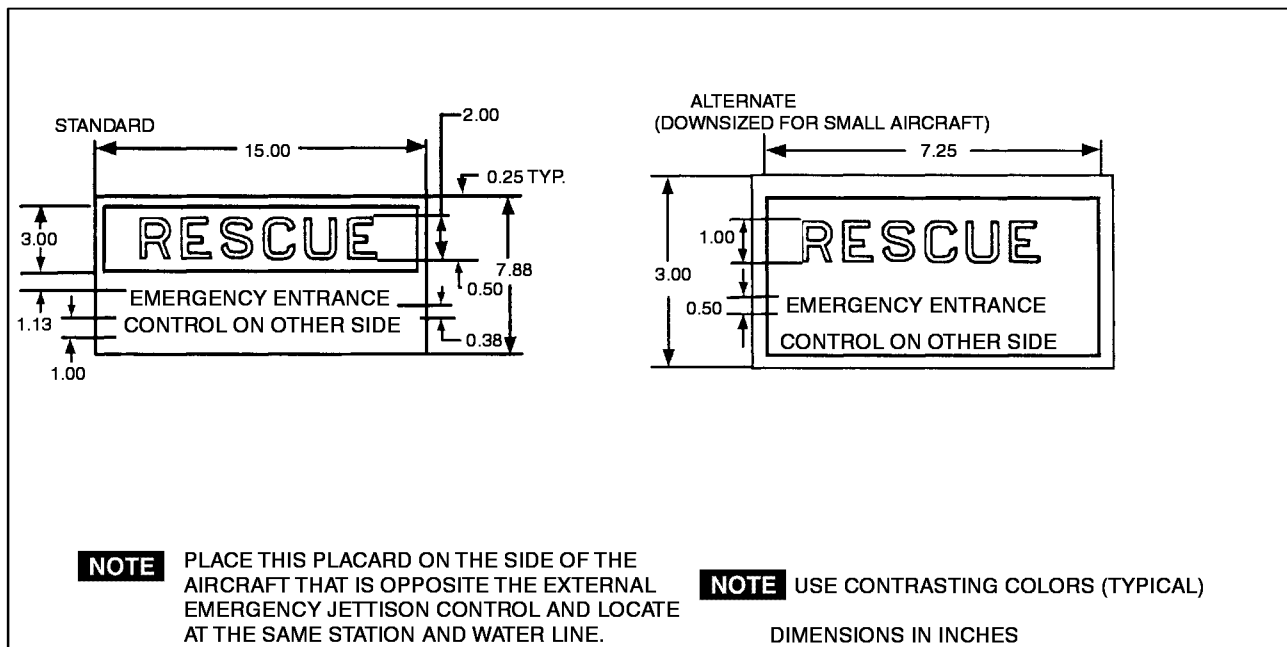 STANDARD
15.00
2.00
0.25 TYP.
3.00
RESCUE
7.88
0.50
EMERGENCY ENTRANCE
1.13
CONTROL ON OTHER SIDE
0.38
1.00
ALTERNATE
(DOWNSIZED FOR SMALL AIRCRAFT)
7.25
1.00
RESCUE
3.00
0.50
EMERGENCY ENTRANCE
CONTROL ON OTHER SIDE
NOTE PLACE THIS PLACARD ON THE SIDE OF THE
AIRCRAFT THAT IS OPPOSITE THE EXTERNAL
EMERGENCY JETTISON CONTROL AND LOCATE
AT THE SAME STATION AND WATER LINE.
NOTE USE CONTRASTING COLORS (TYPICAL)
DIMENSIONS IN INCHES